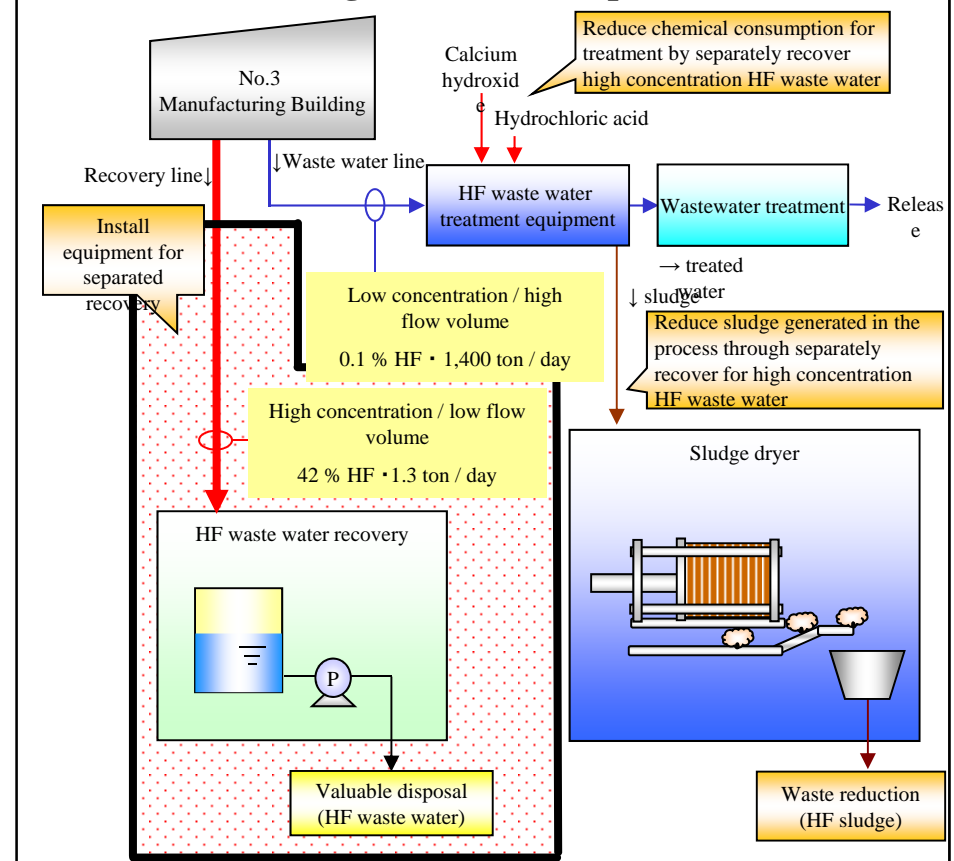 Reduce chemical consumption for
treatment by separately recover
high concentration HF waste water
Calcium
hydroxid
e
Hydrochloric acid
No.3
Manufacturing Building
Recovery line↓
↓Waste water line
HF waste water
treatment equipment
Wastewater treatment
Releas
e
Install
equipment for
separated
recovery
→ treated
water
↓ sludge
Low concentration / high
flow volume
0.1 % HF・1,400 ton / day
Reduce sludge generated in the
process through separately
recover for high concentration
HF waste water
High concentration / low flow
volume
42 % HF・1.3 ton / day
Sludge dryer
HF waste water recovery
P
Valuable disposal
(HF waste water)
Waste reduction
(HF sludge)